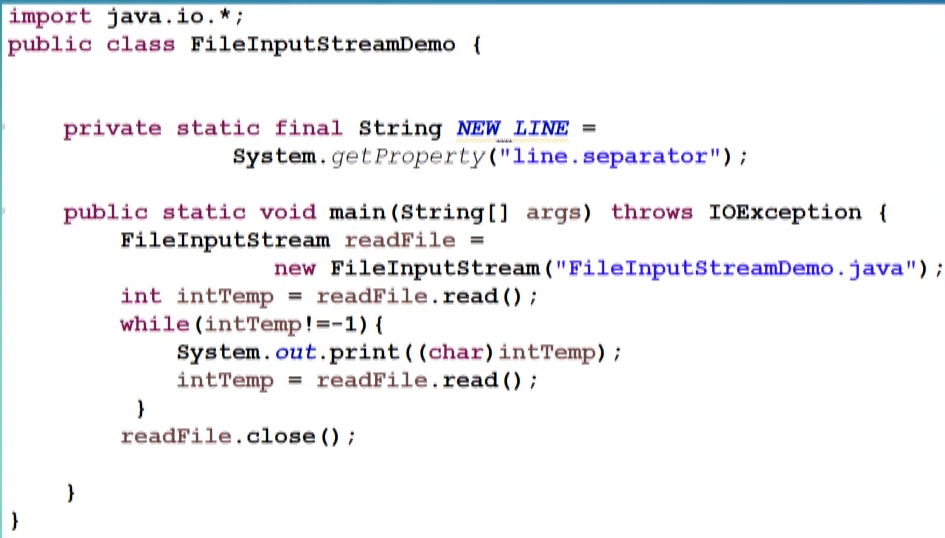 import java.io.*;
public class FileInputStreamDemo {
private static final String NEW_LINE =
System.getProperty("line.separator");
public static void main(String[] args) throws IOException {
FileInputStream readFile =
new FileInputStream("FileInputStreamDemo.java");
int intTemp = readFile.read();
while(intTemp!=-1){
System.out.print((char)intTemp);
intTemp = readFile.read();
}
readFile.close();
}
}